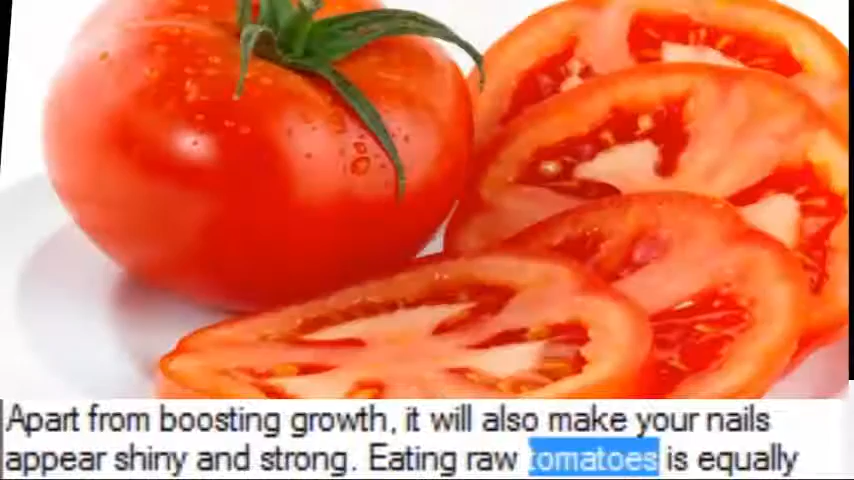 Apart from boosting growth, it will also make your nails
appear shiny and strong. Eating raw tomatoes is equally